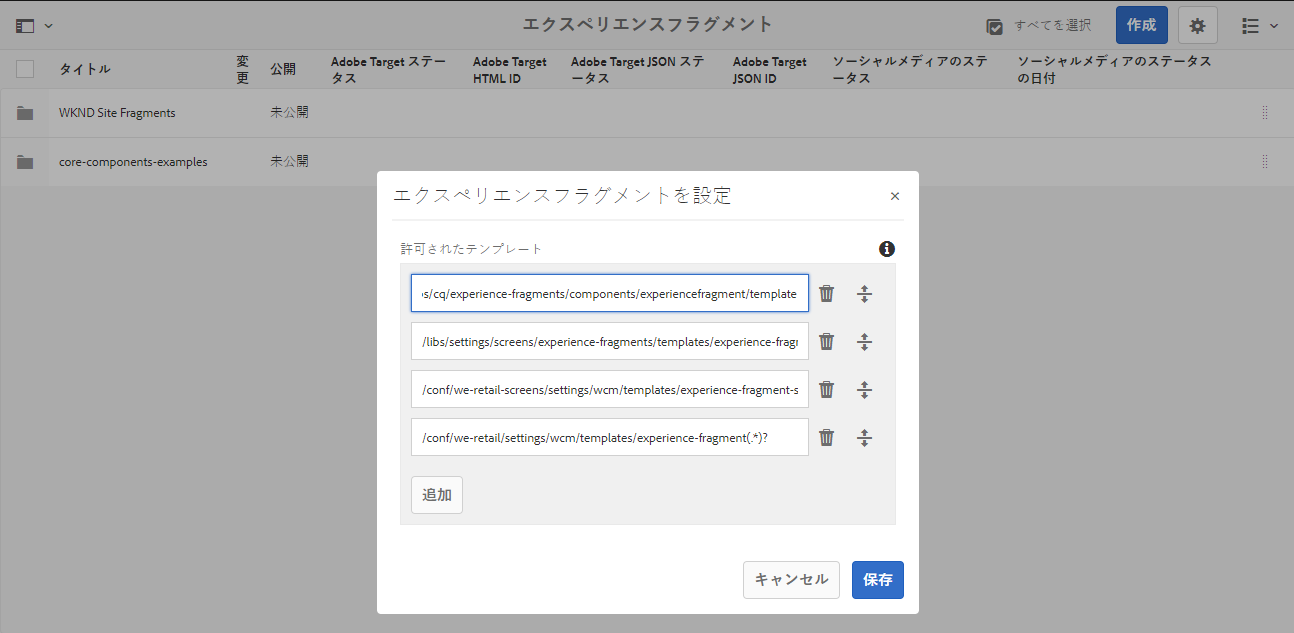 エクスペリエンスフラグメント
すべてを選択
作成
タイトル
変
更
公開
Adobe Target ステー
タス
Adobe Target
HTML ID
Adobe Target JSON ステ
ータス
Adobe Target
JSON ID
ソーシャルメディアのステ
ータス
ソーシャルメディアのステータス
の日付
WKND Site Fragments
未公開
core-components-examples
未公開
エクスペリエンスフラグメントを設定
許可されたテンプレート
s/cq/experience-fragments/components/experiencefragment/template
/libs/settings/screens/experience-fragments/templates/experience-fragr
/conf/we-retail-screens/settings/wcm/templates/experience-fragment-s
/conf/we-retail/settings/wcm/templates/experience-fragment(.*)?
追加
キャンセル
保存